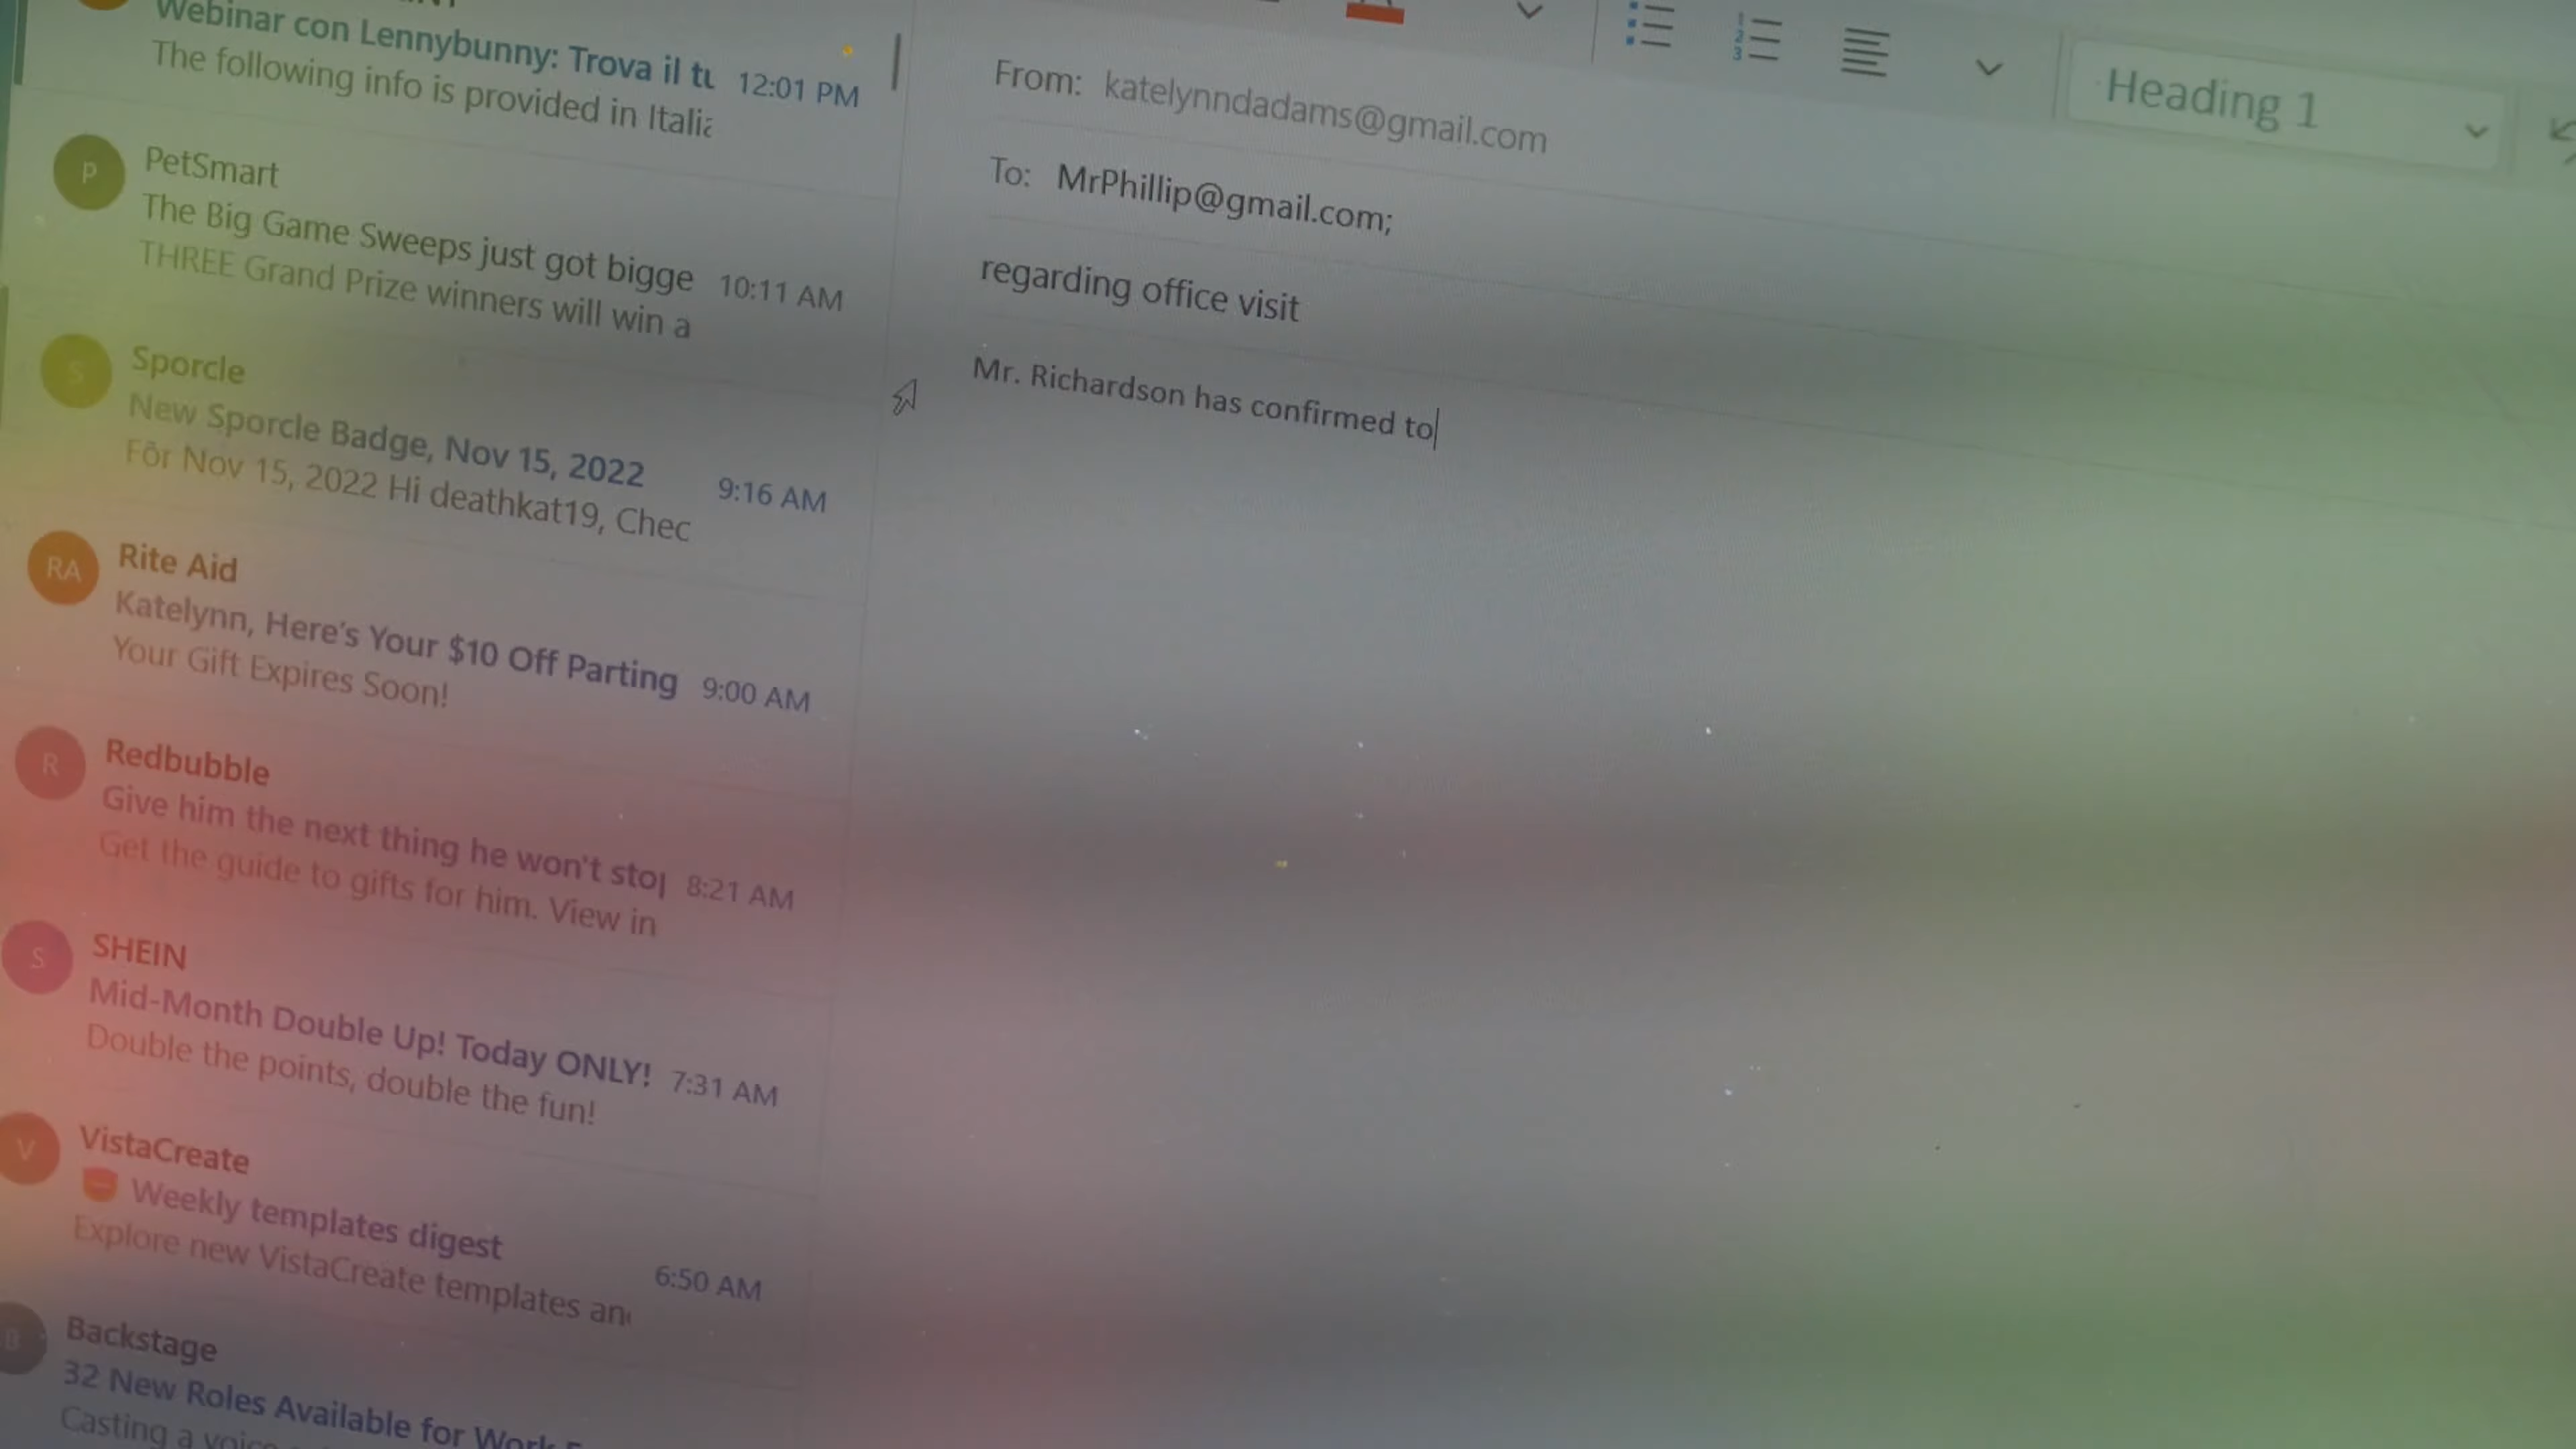 Webinar con Lennybunny: Trova il tu 12:01 PM
The following info is provided in Italia
P
PetSmart
The Big Game Sweeps just got bigge 10:11 AM
THREE Grand Prize winners will win a
S
Sporcle
New Sporcle Badge, Nov 15, 2022
9:16 AM
For Nov 15, 2022 Hi deathkat19, Chec
RA
Rite Aid
Katelynn, Here's Your $10 Off Parting 9:00 AM
Your Gift Expires Soon!
R
Redbubble
Give him the next thing he won't stop 8:21 AM
Get the guide to gifts for him. View in
S
SHEIN
Mid-Month Double Up! Today ONLY! 7:31 AM
Double the points, double the fun!
V
VistaCreate
Weekly templates digest
6:50 AM
Explore new VistaCreate templates and
B
Backstage
32 New Roles Available for Work
Casting a
Heading 1
From: katelynndadams@gmail.com
To: MrPhillip@gmail.com;
regarding office visit
Mr. Richardson has confirmed to